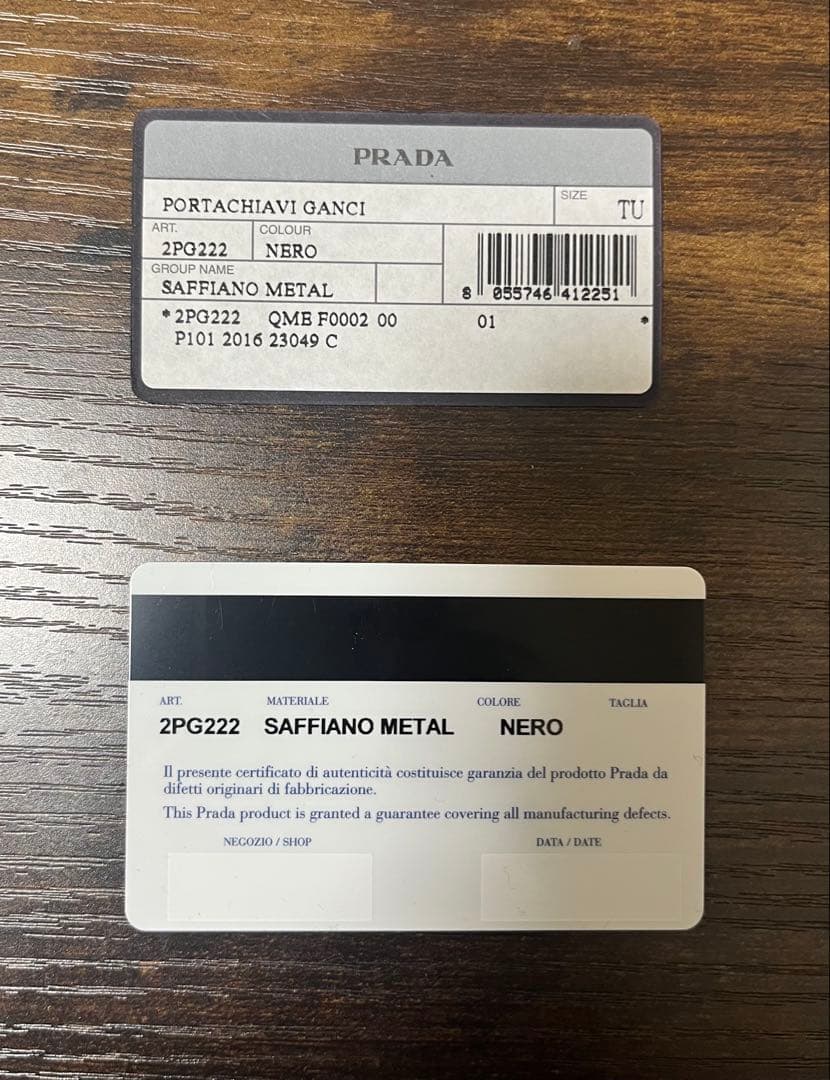 PRADA
PORTACHIAVI GANCI
SIZE
TU
ART.
COLOUR
2PG222
NERO
GROUP NAME
SAFFIANO METAL
8 055746 412251
*2PG222 QME F0002 00 01 *
P101 2016 23049 C
ART. MATERIALE COLORE TAGLIA
2PG222 SAFFIANO METAL NERO
Il presente certificato di autenticità costituisce garanzia del prodotto Prada da
difetti originari di fabbricazione.
This Prada product is granted a guarantee covering all manufacturing defects.
NEGOZIO / SHOP DATA / DATE